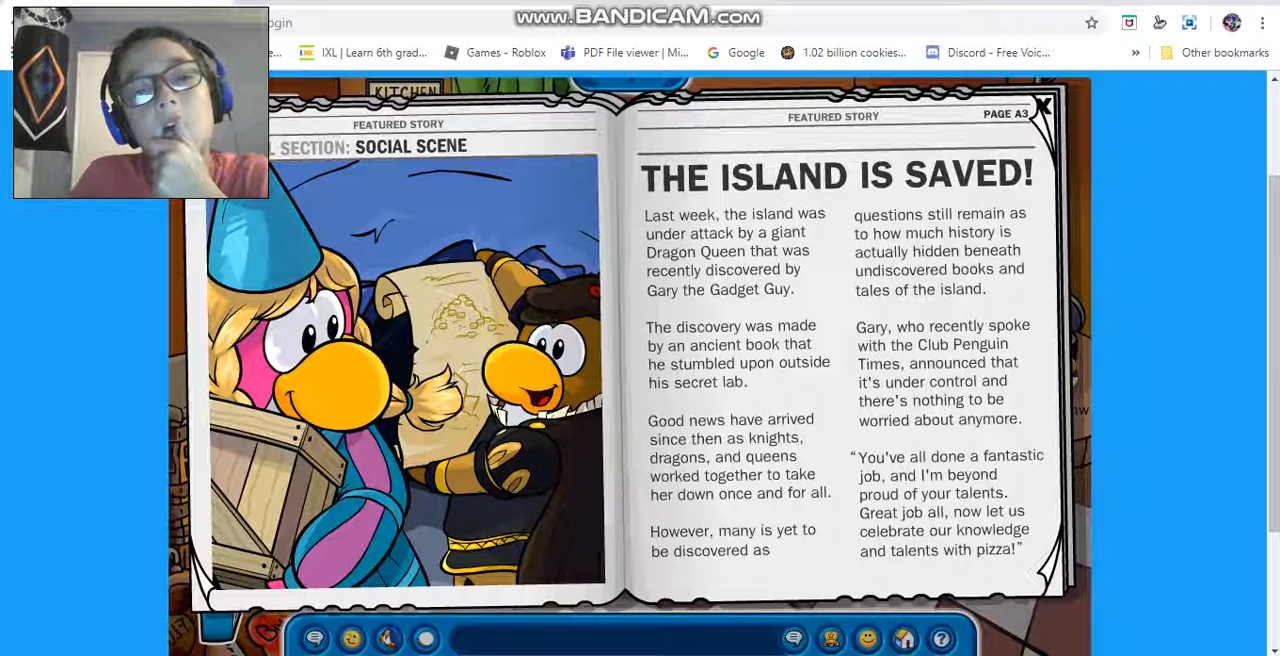 www.BANDICAM.com
ogin
IXL | Learn 6th grad...
Games - Roblox
PDF File viewer | Mi...
Google
1.02 billion cookies...
Discord - Free Voic...
»
Other bookmarks
KITCHEN
FEATURED STORY
L SECTION: SOCIAL SCENE
FEATURED STORY
PAGE A3
THE ISLAND IS SAVED!
Last week, the island was
under attack by a giant
Dragon Queen that was
recently discovered by
Gary the Gadget Guy.
The discovery was made
by an ancient book that
he stumbled upon outside
his secret lab.
Good news have arrived
since then as knights,
dragons, and queens
worked together to take
her down once and for all.
However, many is yet to
be discovered as
questions still remain as
to how much history is
actually hidden beneath
undiscovered books and
tales of the island.
Gary, who recently spoke
with the Club Penguin
Times, announced that
it's under control and
there's nothing to be
worried about anymore.
“You've all done a fantastic
job, and I'm beyond
proud of your talents.
Great job all, now let us
celebrate our knowledge
and talents with pizza!”